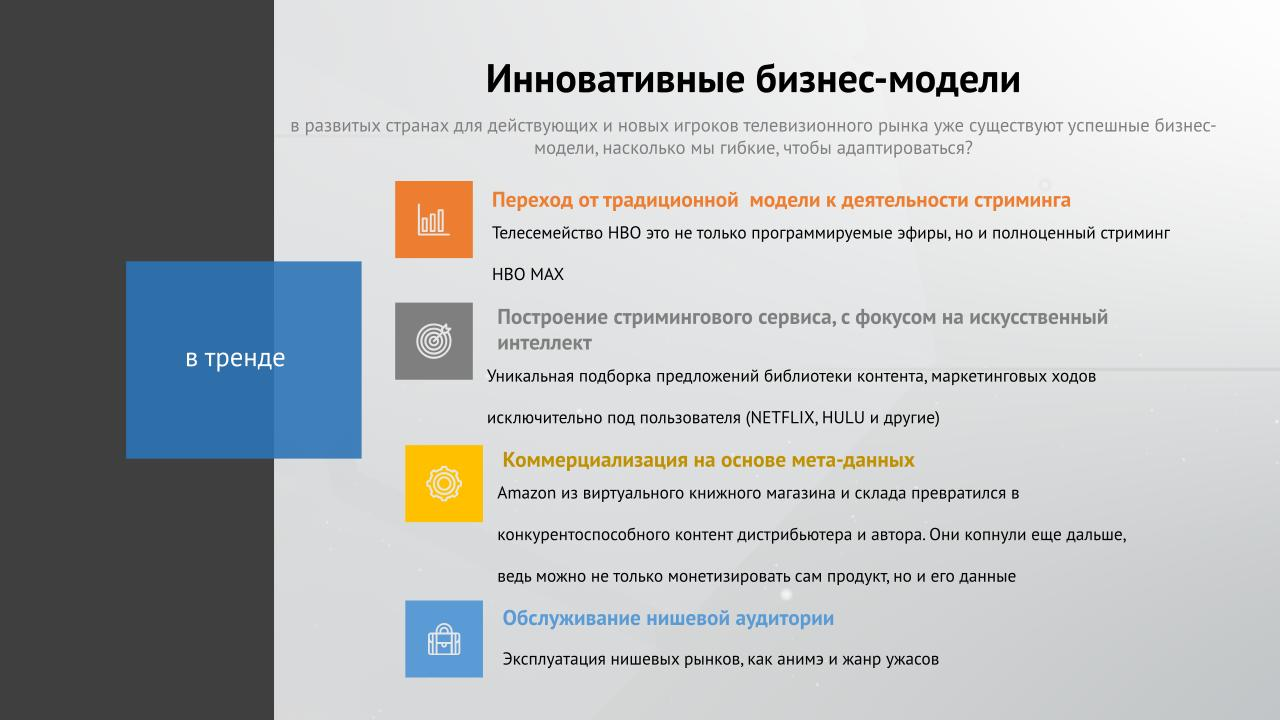 Инновативные бизнес-модели
в развитых странах для действующих и новых игроков телевизионного рынка уже существуют успешные бизнес-
модели, насколько мы гибкие, чтобы адаптироваться?
Переход от традиционной  модели к деятельности стриминга
Телесемейство HBO это не только программируемые эфиры, но и полноценный стриминг
HBO MAX
Построение стримингового сервиса, с фокусом на искусственный
интеллект
Уникальная подборка предложений библиотеки контента, маркетинговых ходов
исключительно под пользователя (NETFLIX, HULU и другие)
в тренде
Коммерциализация на основе мета-данных
Amazon из виртуального книжного магазина и склада превратился в
конкурентоспособного контент дистрибьютера и автора. Они копнули еще дальше,
ведь можно не только монетизировать сам продукт, но и его данные
Обслуживание нишевой аудитории
Эксплуатация нишевых рынков, как анимэ и жанр ужасов